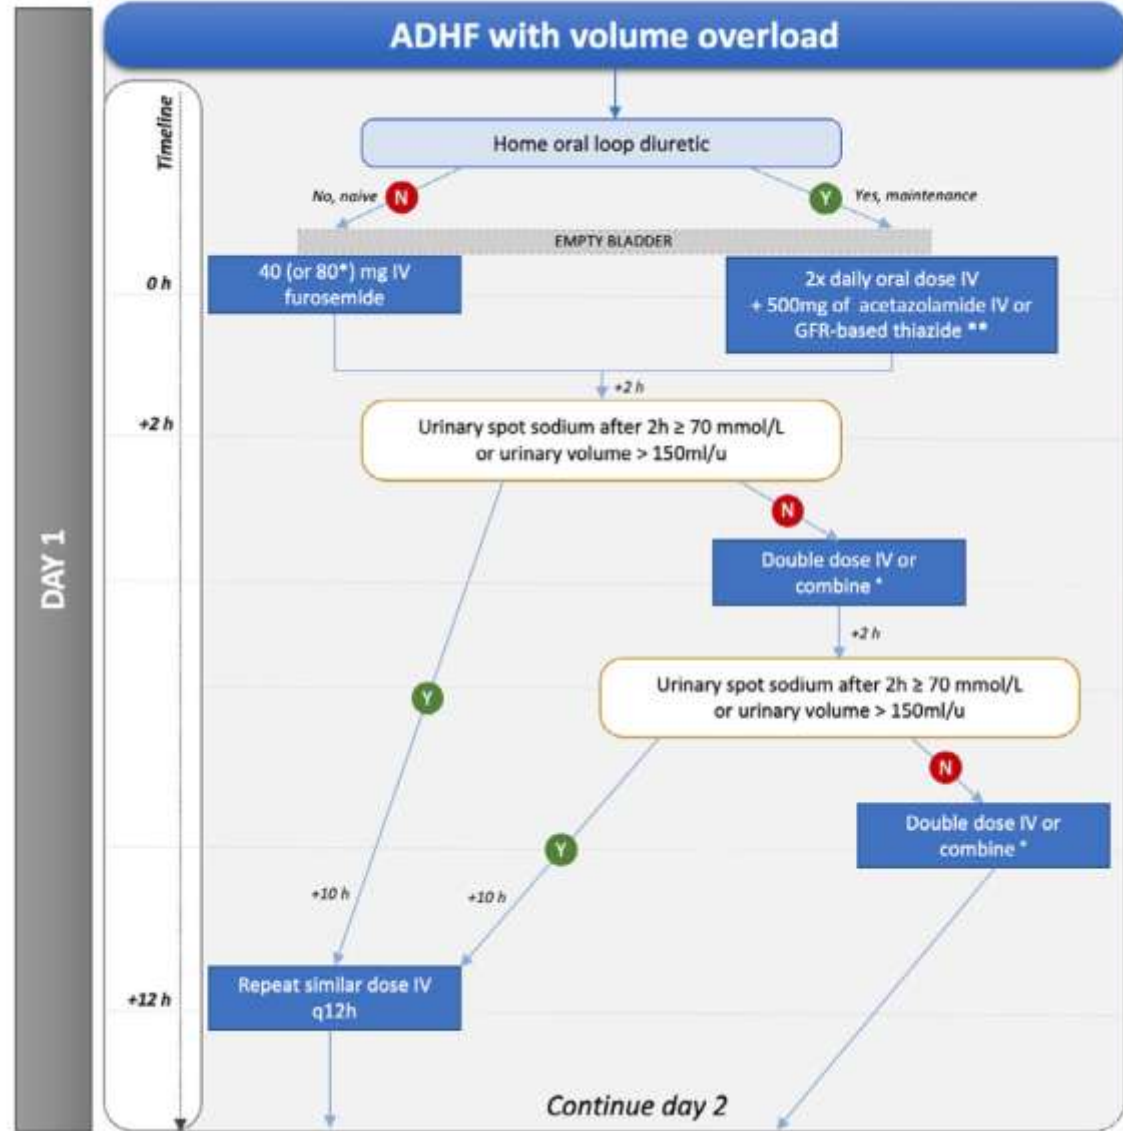 ADHF with volume overload
DAY 1
Timeline
Home oral loop diuretic
No, naive
N
Y
Yes, maintenance
EMPTY BLADDER
0 h
40 (or 80*) mg IV
furosemide
2x daily oral dose IV
+ 500mg of acetazolamide IV or
GFR-based thiazide **
+2 h
+2 h
Urinary spot sodium after 2h ≥ 70 mmol/L
or urinary volume > 150ml/u
N
Double dose IV or
combine *
+2 h
Y
Urinary spot sodium after 2h ≥ 70 mmol/L
or urinary volume > 150ml/u
N
Double dose IV or
combine *
Y
+10 h
+10 h
+12 h
Repeat similar dose IV
q12h
Continue day 2